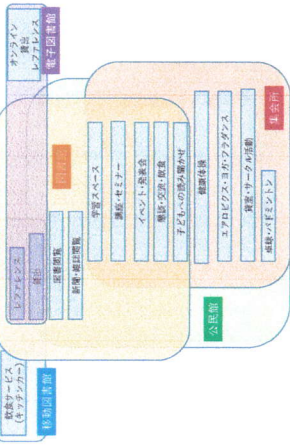 電子図書館
オンライン
貸出
レファレンス
レファレンス
貸出
図書館
図書閲覧
新聞・雑誌閲覧
学習スペース
講座・セミナー
イベント・発表会
懇談・交流・飲食
子どもへの読み聞かせ
健康体操
エアロビクス・ヨガ・フラダンス
貸室・サークル活動
卓球・バドミントン
集会所
公民館
移動図書館
飲食サービス
(キッチンカー)